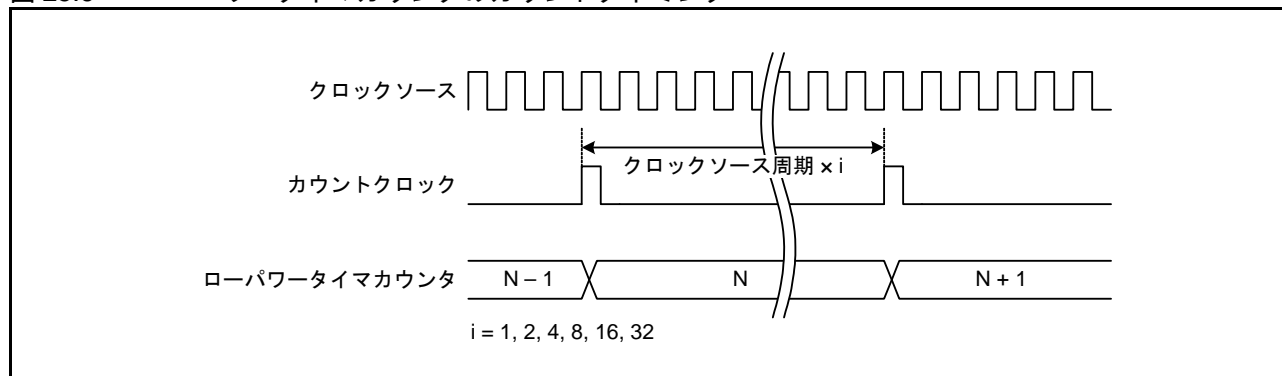 クロックソース
クロックソース周期 × i
カウントクロック
ローパワータイマカウンタ
N – 1
N
N + 1
i = 1, 2, 4, 8, 16, 32